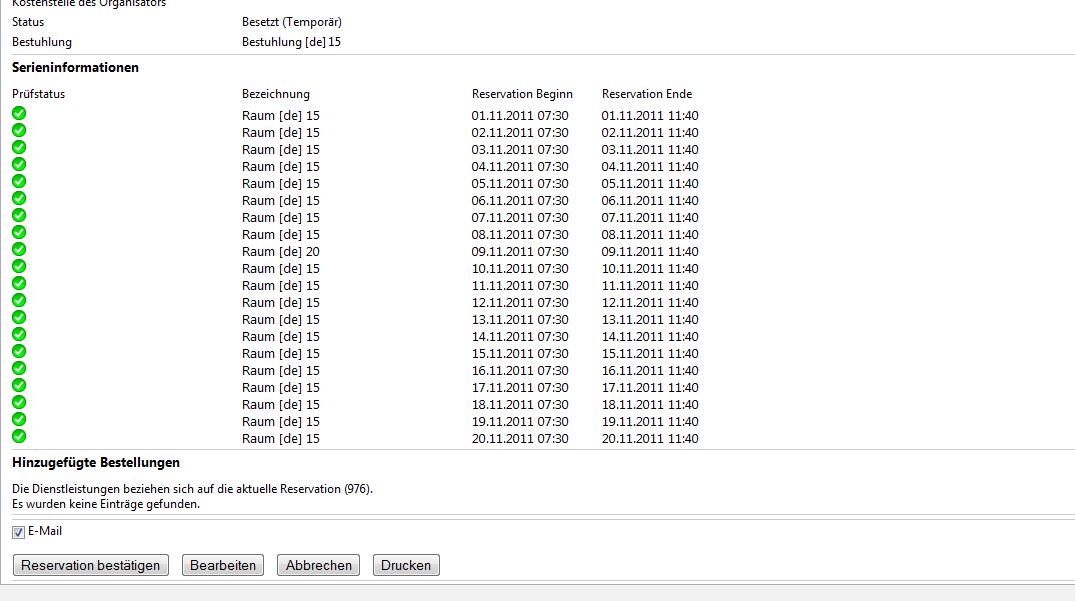 Kostenstelle des Organisators
Status Besetzt (Temporär)
Bestuhlung Bestuhlung [de] 15
Serieninformationen
Prüfstatus Bezeichnung Reservation Beginn Reservation Ende
Raum [de] 15 01.11.2011 07:30 01.11.2011 11:40
Raum [de] 15 02.11.2011 07:30 02.11.2011 11:40
Raum [de] 15 03.11.2011 07:30 03.11.2011 11:40
Raum [de] 15 04.11.2011 07:30 04.11.2011 11:40
Raum [de] 15 05.11.2011 07:30 05.11.2011 11:40
Raum [de] 15 06.11.2011 07:30 06.11.2011 11:40
Raum [de] 15 07.11.2011 07:30 07.11.2011 11:40
Raum [de] 15 08.11.2011 07:30 08.11.2011 11:40
Raum [de] 20 09.11.2011 07:30 09.11.2011 11:40
Raum [de] 15 10.11.2011 07:30 10.11.2011 11:40
Raum [de] 15 11.11.2011 07:30 11.11.2011 11:40
Raum [de] 15 12.11.2011 07:30 12.11.2011 11:40
Raum [de] 15 13.11.2011 07:30 13.11.2011 11:40
Raum [de] 15 14.11.2011 07:30 14.11.2011 11:40
Raum [de] 15 15.11.2011 07:30 15.11.2011 11:40
Raum [de] 15 16.11.2011 07:30 16.11.2011 11:40
Raum [de] 15 17.11.2011 07:30 17.11.2011 11:40
Raum [de] 15 18.11.2011 07:30 18.11.2011 11:40
Raum [de] 15 19.11.2011 07:30 19.11.2011 11:40
Raum [de] 15 20.11.2011 07:30 20.11.2011 11:40
Hinzugefügte Bestellungen
Die Dienstleistungen beziehen sich auf die aktuelle Reservation (976).
Es wurden keine Einträge gefunden.
E-Mail
Reservation bestätigen Bearbeiten Abbrechen Drucken